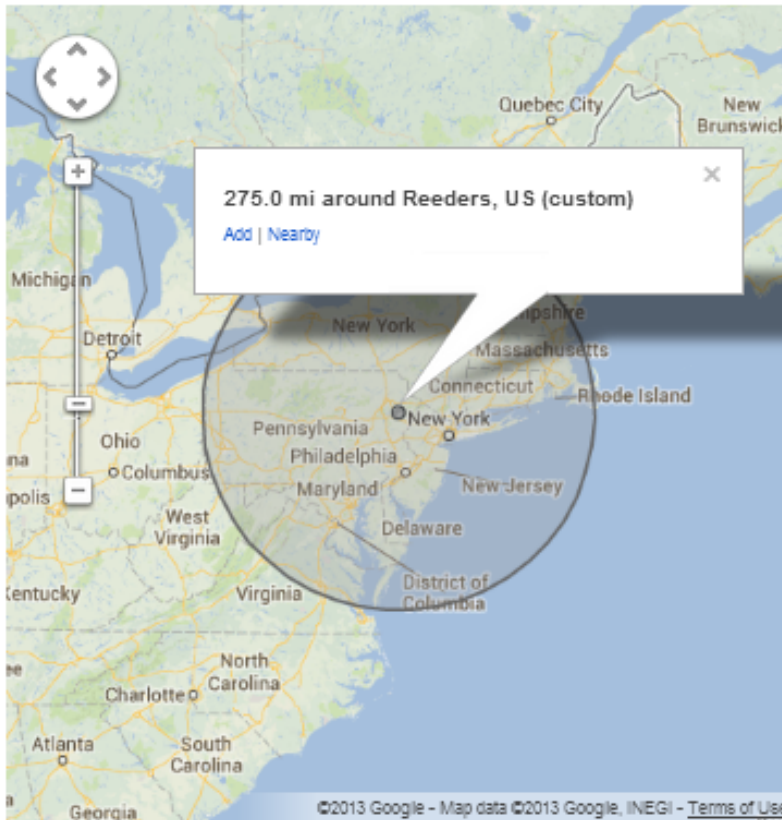 Quebec City
New
Brunswick
275.0 mi around Reeders, US (custom)
Add | Nearby
Michigan
New York
Detroit
Massachusetts
Connecticut
Rhode Island
New York
Pennsylvania
Ohio
Philadelphia
Columbus
Maryland
New Jersey
West
Virginia
Delaware
District of
Columbia
Kentucky
Virginia
North
Carolina
Charlotte
Atlanta
South
Carolina
Georgia
©2013 Google - Map data ©2013 Google, INEGI - Terms of Use